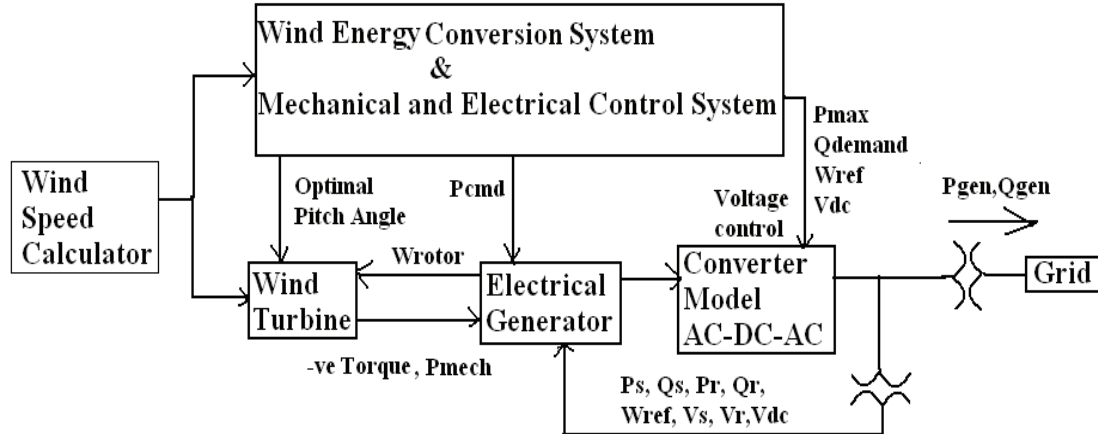 Wind Energy Conversion System
&
Mechanical and Electrical Control System
Pmax
Qdemand
Wref
Vdc
Wind
Speed
Calculator
Optimal
Pitch Angle
Pcmd
Voltage
control
Pgen,Qgen
Wrotor
Wind
Turbine
Electrical
Generator
Converter
Model
AC-DC-AC
Grid
-ve Torque, Pmech
Ps, Qs, Pr, Qr,
Wref, Vs, Vr,Vdc